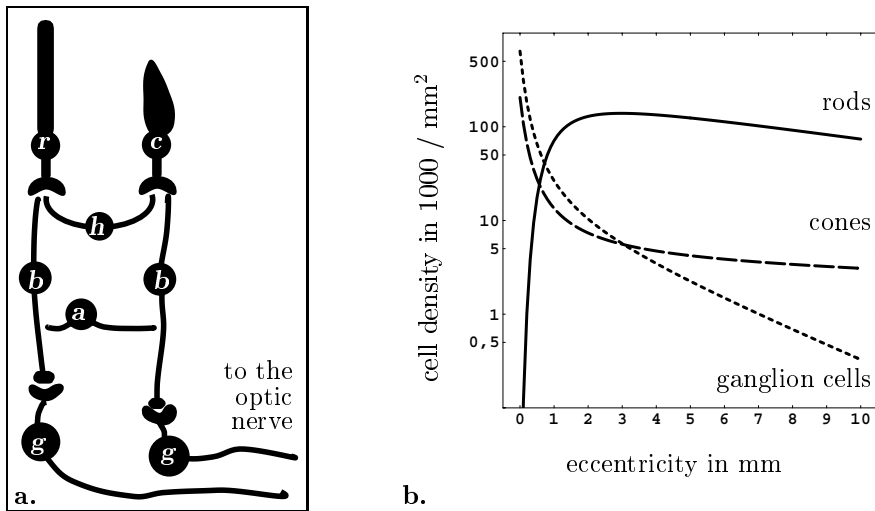 r
c
h
b
b
a
to the
optic
nerve
g
g
a.
cell density in 1000 / mm²
500
100
50
10
5
1
0,5
rods
cones
ganglion cells
0 1 2 3 4 5 6 7 8 9 10
eccentricity in mm
b.